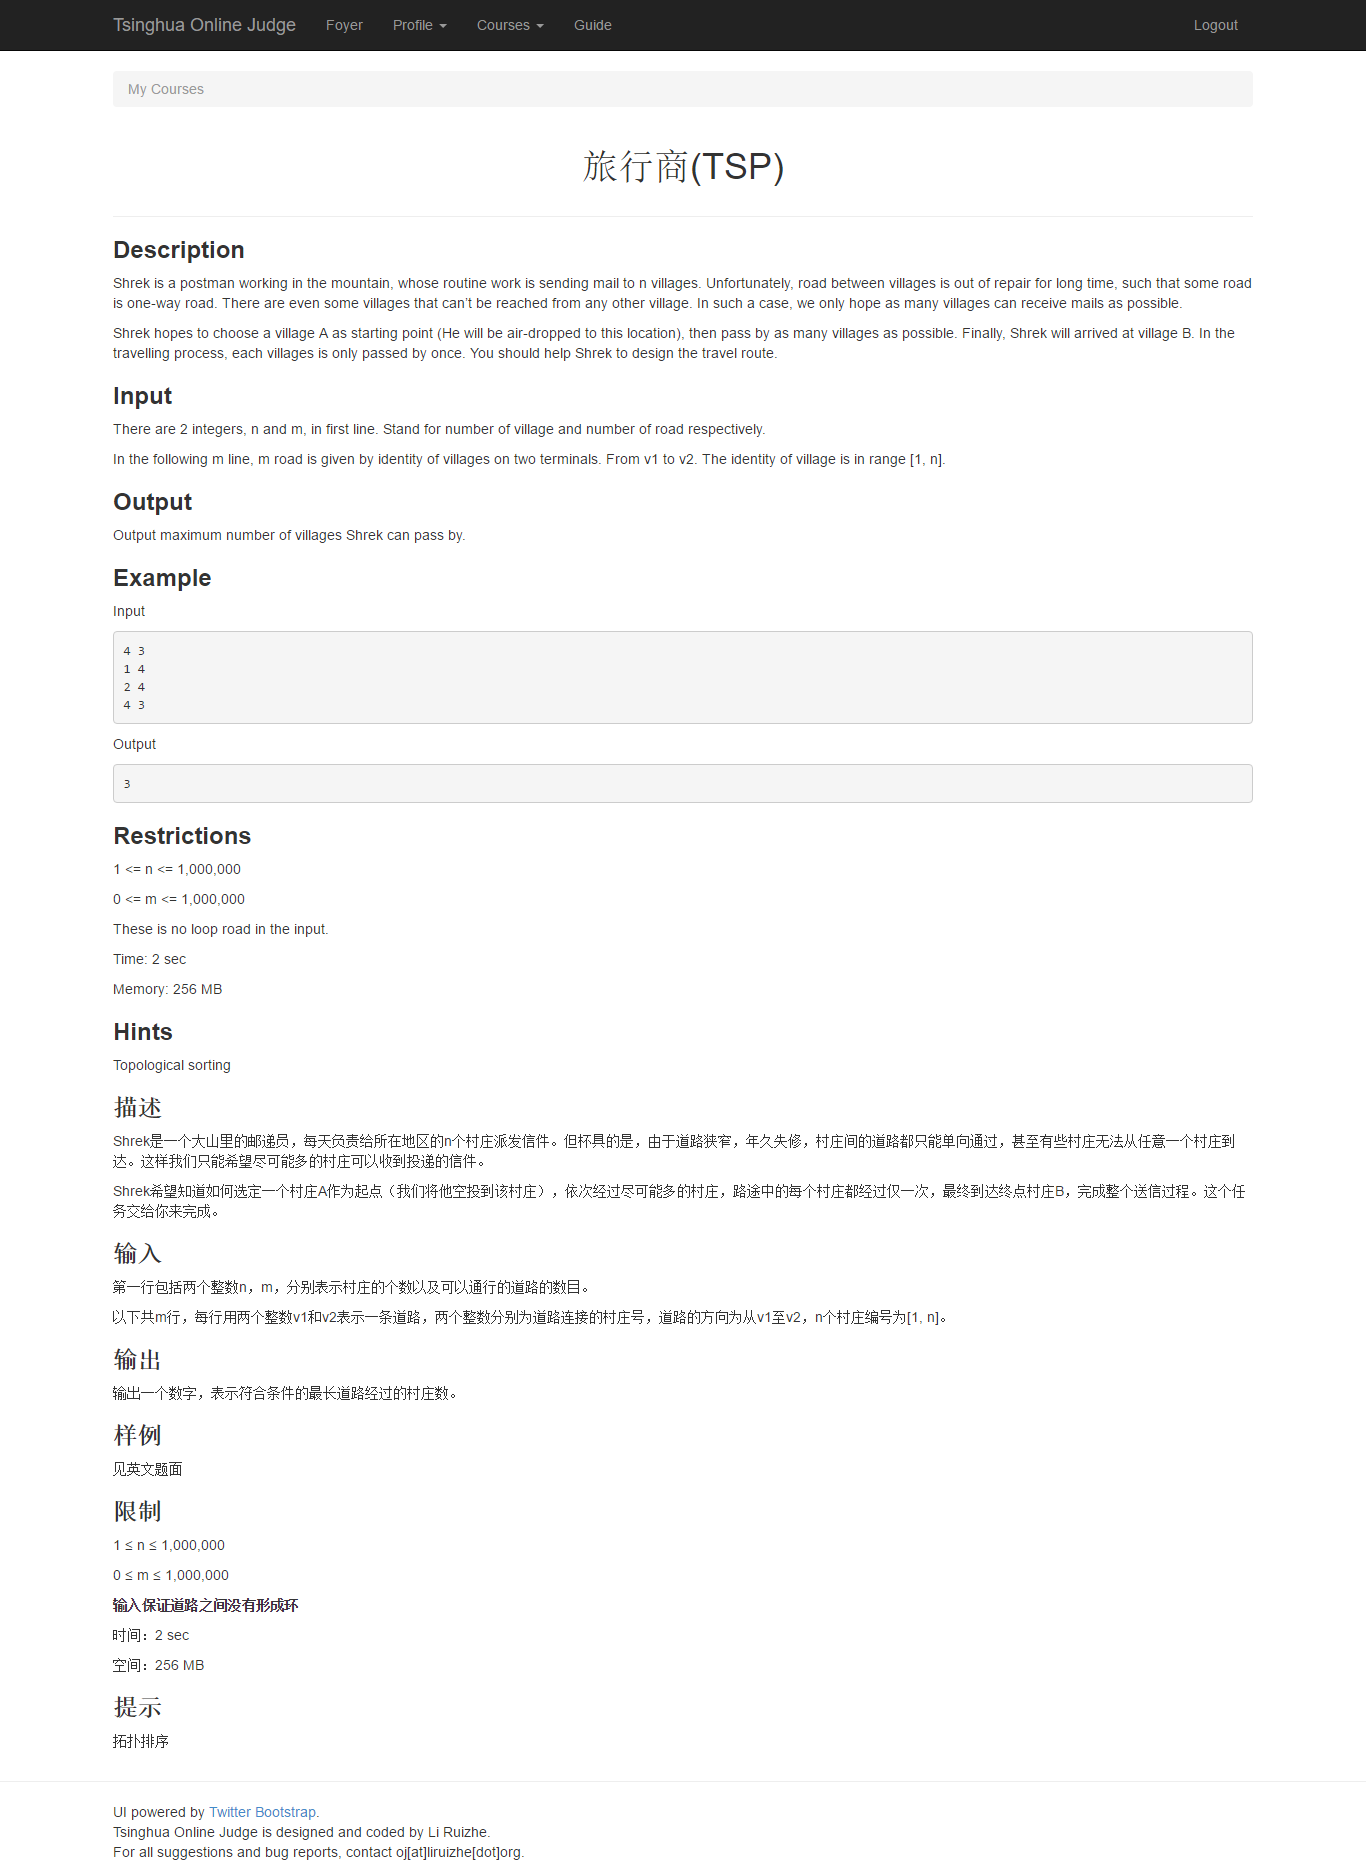 Tsinghua Online Judge Foyer Profile Courses Guide Logout
My Courses
旅行商(TSP)
Description
Shrek is a postman working in the mountain, whose routine work is sending mail to n villages. Unfortunately, road between villages is out of repair for long time, such that some road
is one-way road. There are even some villages that can't be reached from any other village. In such a case, we only hope as many villages can receive mails as possible.
Shrek hopes to choose a village A as starting point (He will be air-dropped to this location), then pass by as many villages as possible. Finally, Shrek will arrived at village B. In the
travelling process, each villages is only passed by once. You should help Shrek to design the travel route.
Input
There are 2 integers, n and m, in first line. Stand for number of village and number of road respectively.
In the following m line, m road is given by identity of villages on two terminals. From v1 to v2. The identity of village is in range [1, n].
Output
Output maximum number of villages Shrek can pass by.
Example
Input
4 3
1 4
2 4
4 3
Output
3
Restrictions
1 <= n <= 1,000,000
0 <= m <= 1,000,000
These is no loop road in the input.
Time: 2 sec
Memory: 256 MB
Hints
Topological sorting
描述
Shrek是一个大山里的邮递员，每天负责给所在地区的n个村庄派发信件。但杯具的是，由于道路狭窄，年久失修，村庄间的道路都只能单向通过，甚至有些村庄无法从任意一个村庄到
达。这样我们只能希望尽可能多的村庄可以收到投递的信件。
Shrek希望知道如何选定一个村庄A作为起点（我们将他空投到该村庄），依次经过尽可能多的村庄，路途中的每个村庄都经过仅一次，最终到达终点村庄B，完成整个送信过程。这个任
务交给你来完成。
输入
第一行包括两个整数n，m，分别表示村庄的个数以及可以通行的道路的数目。
以下共m行，每行用两个整数v1和v2表示一条道路，两个整数分别为道路连接的村庄号，道路的方向为从v1至v2，n个村庄编号为[1, n]。
输出
输出一个数字，表示符合条件的最长道路经过的村庄数。
样例
见英文题面
限制
1 ≤ n ≤ 1,000,000
0 ≤ m ≤ 1,000,000
输入保证道路之间没有形成环
时间：2 sec
空间：256 MB
提示
拓扑排序
UI powered by Twitter Bootstrap.
Tsinghua Online Judge is designed and coded by Li Ruizhe.
For all suggestions and bug reports, contact oj[at]liruizhe[dot]org.